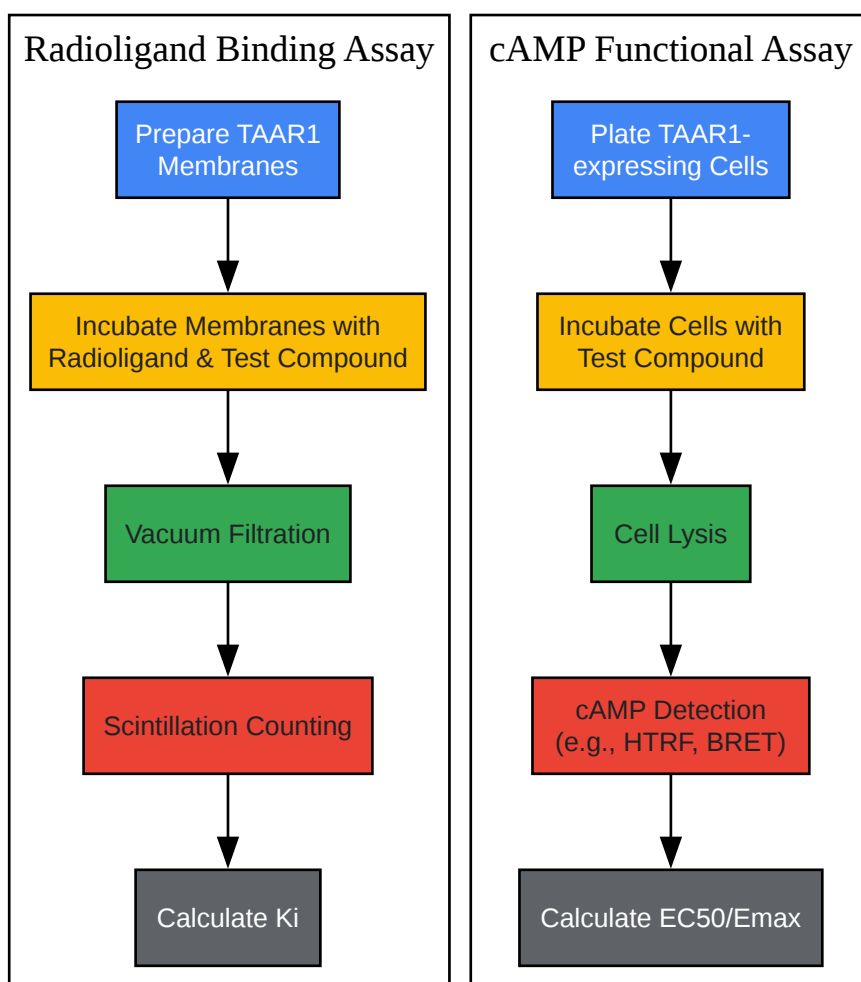 Radioligand Binding Assay
Prepare TAAR1
Membranes
Incubate Membranes with
Radioligand & Test Compound
Vacuum Filtration
Scintillation Counting
Calculate Ki
cAMP Functional Assay
Plate TAAR1-
expressing Cells
Incubate Cells with
Test Compound
Cell Lysis
cAMP Detection
(e.g., HTRF, BRET)
Calculate EC50/Emax